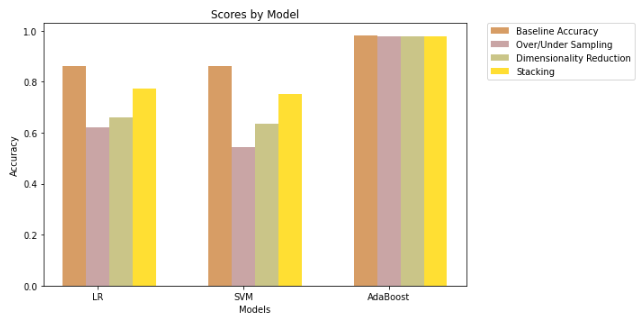 Scores by Model
Baseline Accuracy
Over/Under Sampling
Dimensionality Reduction
Stacking
1.0
0.8
0.6
0.4
0.2
0.0
Accuracy
LR SVM AdaBoost
Models